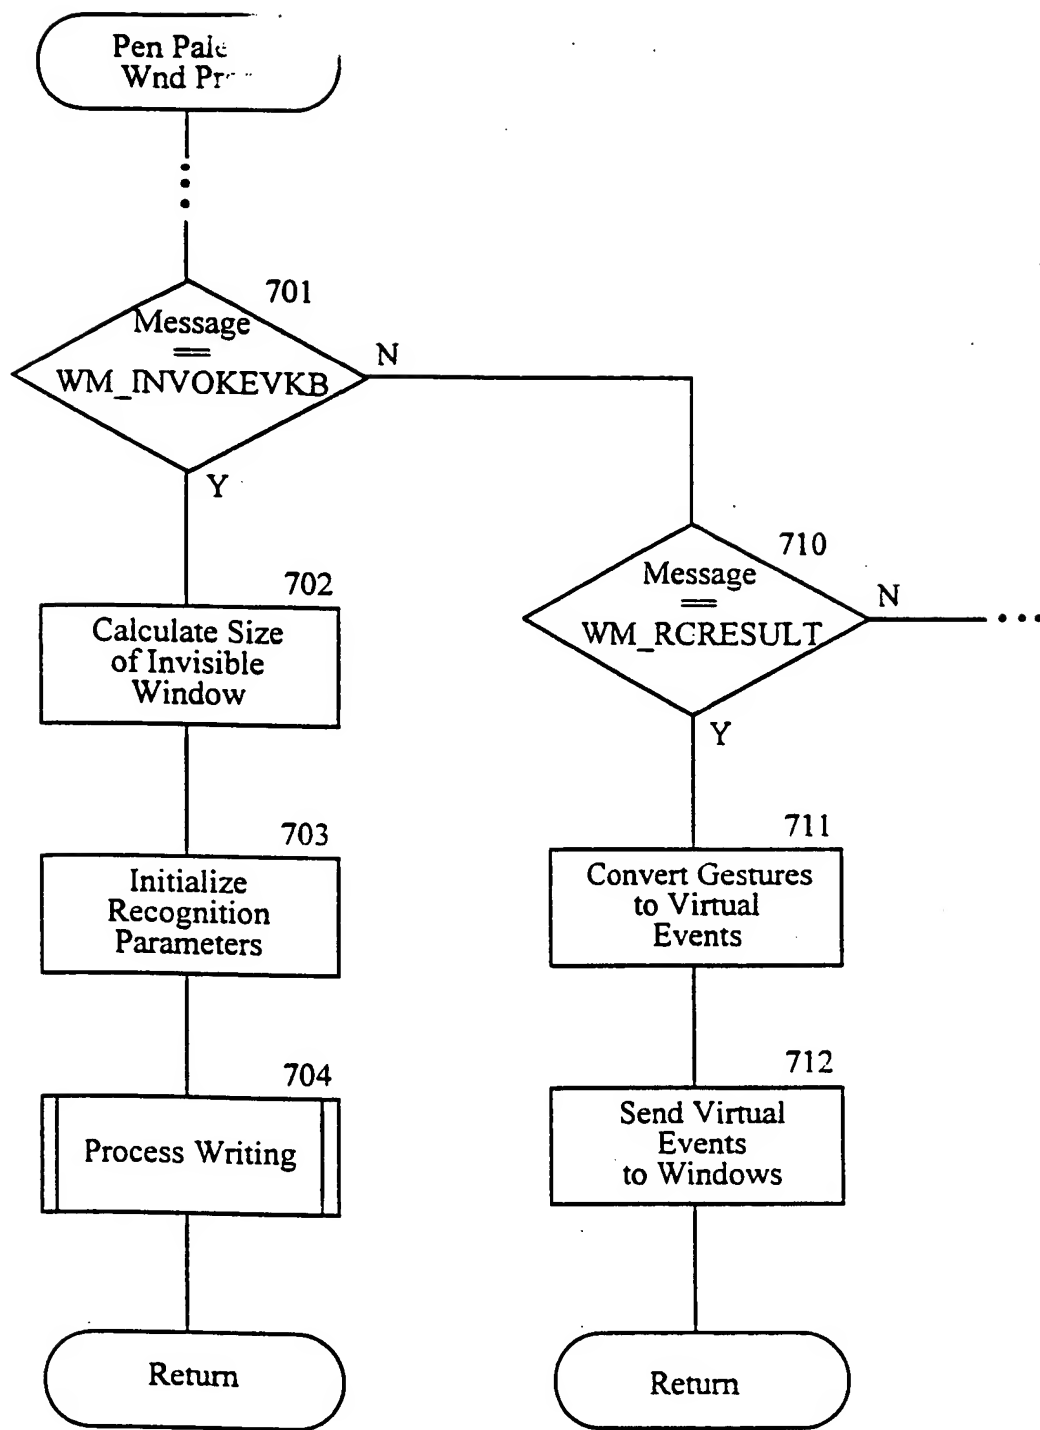 Pen
Wnd
701
Message
==
WM_INVOKEVKB
N
Y
702
Calculate Size
of Invisible
Window
703
Initialize
Recognition
Parameters
704
Process Writing
Return
710
Message
==
WM_RCRESULT
N
Y
711
Convert Gestures
to Virtual
Events
712
Send Virtual
Events
to Windows
Return